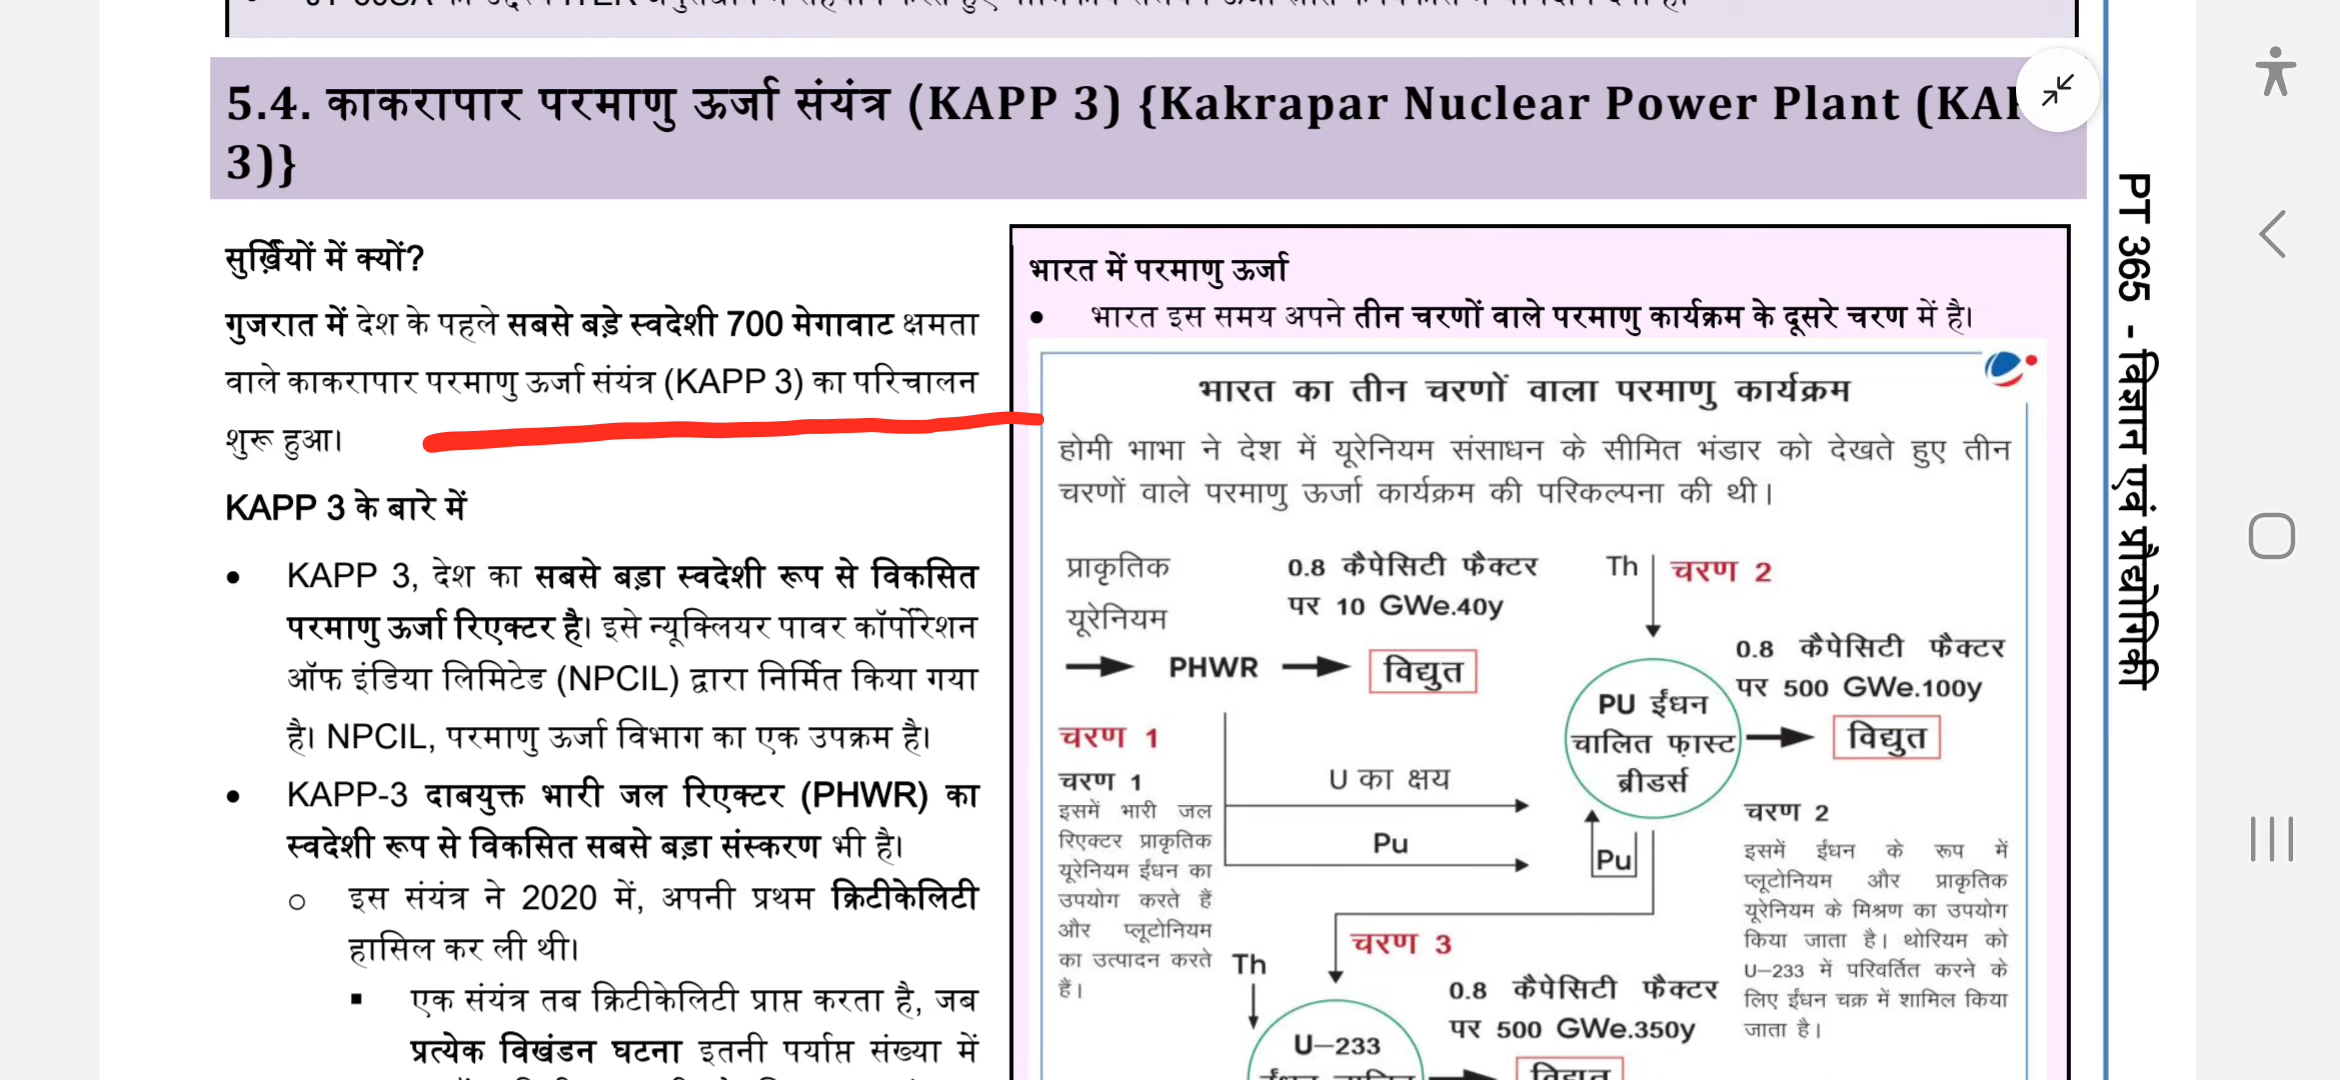 5.4. काकरापार परमाणु ऊर्जा संयंत्र (KAPP 3) {Kakrapar Nuclear Power Plant
3)}
सुर्ख़ियों में क्यों?
गुजरात में देश के पहले सबसे बड़े स्वदेशी 700 मेगावाट क्षमता
वाले काकरापार परमाणु ऊर्जा संयंत्र (KAPP 3) का परिचालन
शुरू हुआ।
KAPP 3 के बारे में
● KAPP 3, देश का सबसे बड़ा स्वदेशी रूप से विकसित
परमाणु ऊर्जा रिएक्टर है। इसे न्यूक्लियर पावर कॉर्पोरेशन
ऑफ इंडिया लिमिटेड (NPCIL) द्वारा निर्मित किया गया
है। NPCIL, परमाणु ऊर्जा विभाग का एक उपक्रम है।
● KAPP-3 दाबयुक्त भारी जल रिएक्टर (PHWR) का
स्वदेशी रूप से विकसित सबसे बड़ा संस्करण भी है।
○ इस संयंत्र ने 2020 में, अपनी प्रथम क्रिटीकेलिटी
हासिल कर ली थी।
▪ एक संयंत्र तब क्रिटीकेलिटी प्राप्त करता है, जब
प्रत्येक विखंडन घटना इतनी पर्याप्त संख्या में
भारत में परमाणु ऊर्जा
● भारत इस समय अपने तीन चरणों वाले परमाणु कार्यक्रम के दूसरे चरण में है।
भारत का तीन चरणों वाला परमाणु कार्यक्रम
होमी भाभा ने देश में यूरेनियम संसाधन के सीमित भंडार को देखते हुए तीन
चरणों वाले परमाणु ऊर्जा कार्यक्रम की परिकल्पना की थी।
प्राकृतिक
यूरेनियम
0.8 कैपेसिटी फैक्टर
पर 10 GWe.40y
PHWR
विद्युत
Th
चरण 2
0.8 कैपेसिटी फैक्टर
पर 500 GWe.100y
PU ईंधन
चालित फ़ास्ट
ब्रीडर्स
विद्युत
चरण 1
चरण 1
इसमें भारी जल
रिएक्टर प्राकृतिक
यूरेनियम ईंधन का
उपयोग करते हैं
और प्लूटोनियम
का उत्पादन करते
हैं।
U का क्षय
Pu
Pu
चरण 2
इसमें ईंधन के रूप में
प्लूटोनियम और प्राकृतिक
यूरेनियम के मिश्रण का उपयोग
किया जाता है। थोरियम को
U–233 में परिवर्तित करने के
लिए ईंधन चक्र में शामिल किया
जाता है।
चरण 3
Th
0.8 कैपेसिटी फैक्टर
पर 500 GWe.350y
U–233
विद्युत
PT 365 - विज्ञान एवं प्रौद्योगिकी